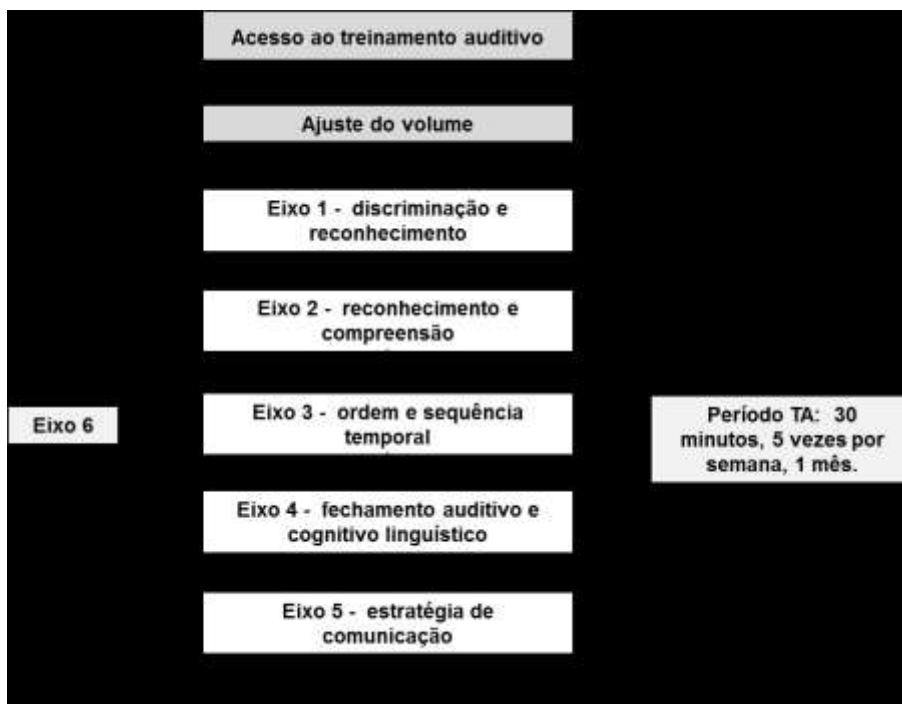 Acesso ao treinamento auditivo
Ajuste do volume
Eixo 1 - discriminação e
reconhecimento
Eixo 2 - reconhecimento e
compreensão
Eixo 6
Eixo 3 - ordem e sequência
temporal
Período TA: 30
minutos, 5 vezes por
semana, 1 mês.
Eixo 4 - fechamento auditivo e
cognitivo linguístico
Eixo 5 - estratégia de
comunicação